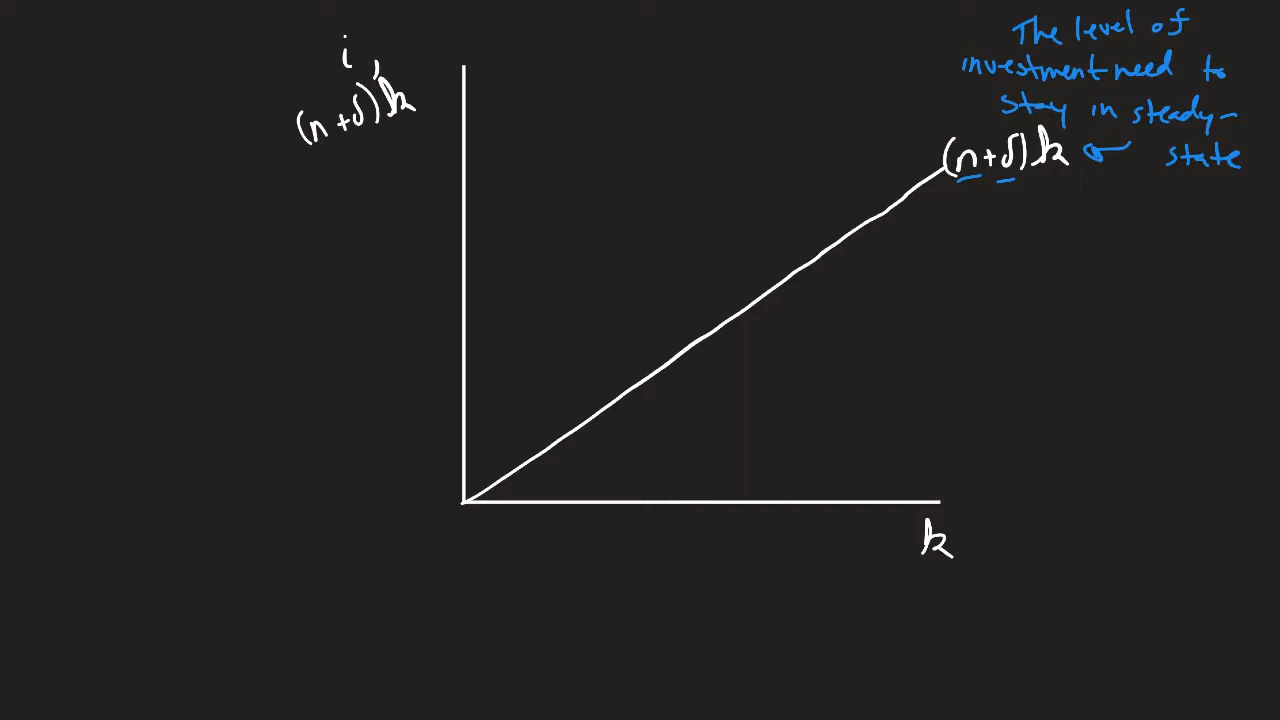 i,
(n+δ)k
The level of
investment need to
stay in steady-
state
(n+δ)k
k